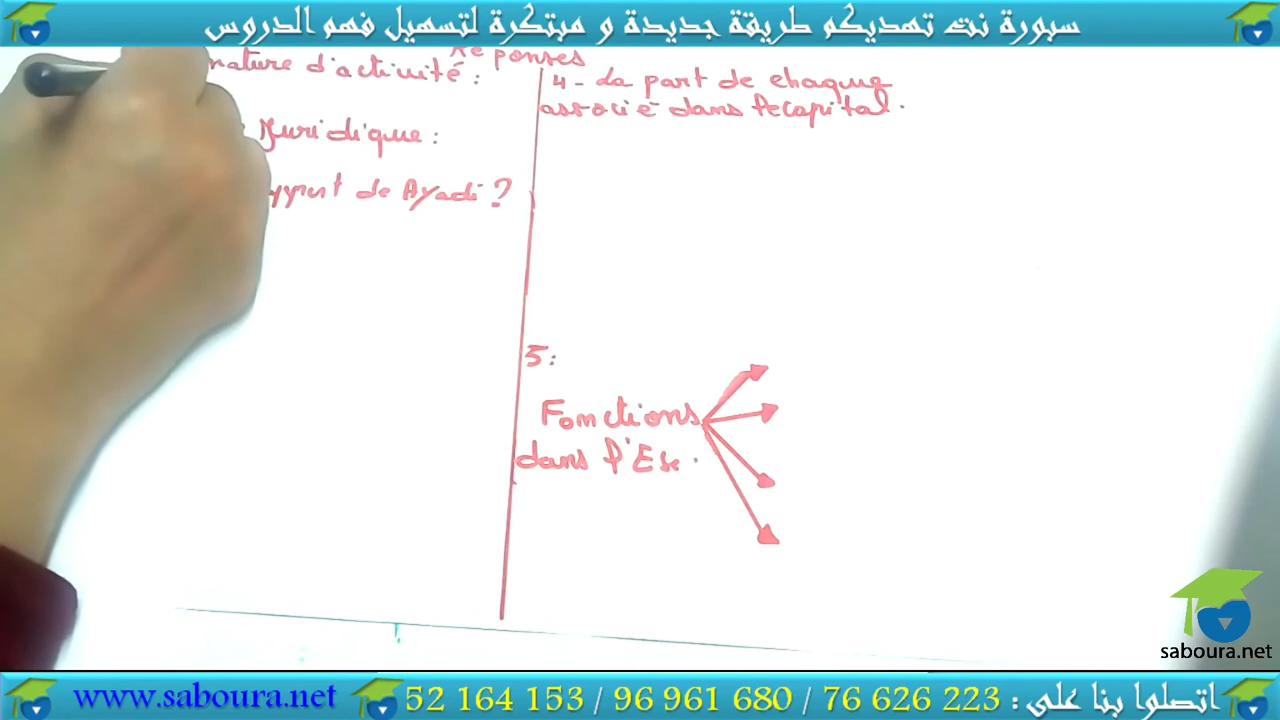 سبورة نت تهديكم طريقة جديدة و مبتكرة لتسهيل فهم الدروس
Réponses
nature d'activité :
Juridique :
de Ayadi ?
4 - La part de chaque
associé dans le capital.
5 :
Fonctions
dans l'Ese.
saboura.net
www.saboura.net
52 164 153 / 96 961 680 / 76 626 223 : اتصلوا بنا على